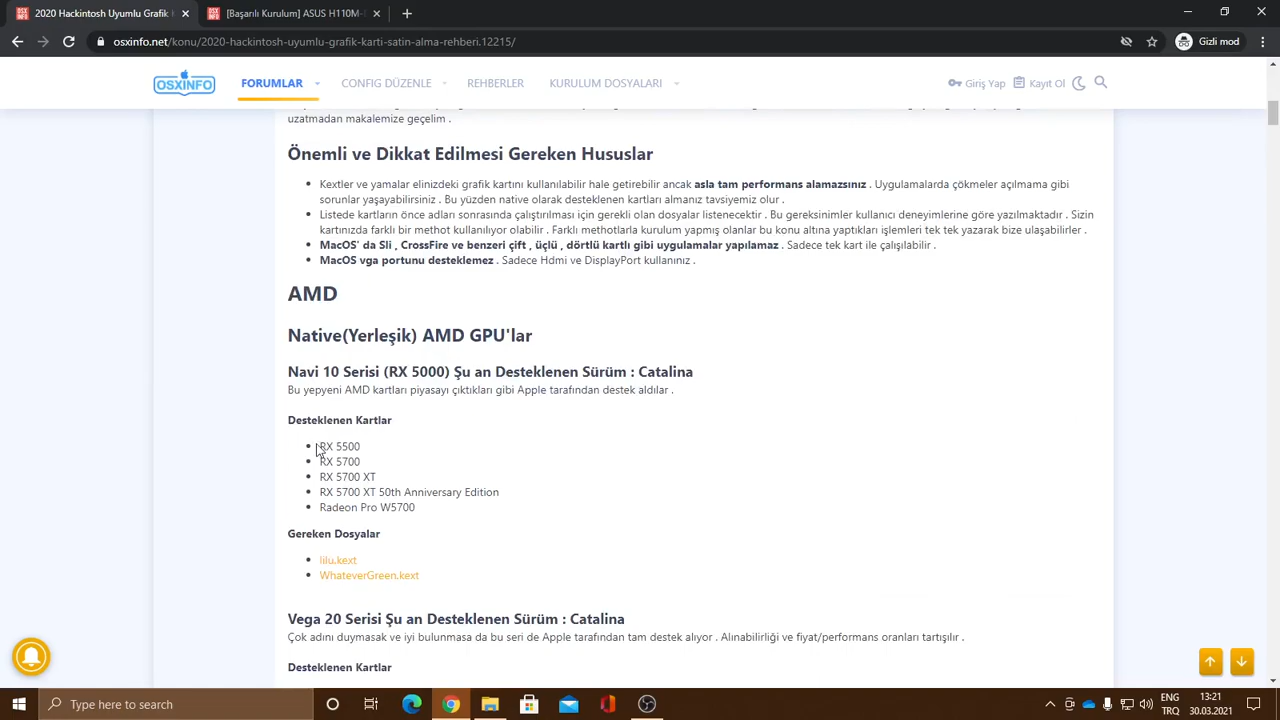 2020 Hackintosh Uyumlu Grafik
[Başarılı Kurulum] ASUS H110M-
osxinfo.net/konu/2020-hackintosh-uyumlu-grafik-karti-satin-alma-rehberi.12215/
Gizli mod
OSXINFO
FORUMLAR
CONFIG DÜZENLE
REHBERLER
KURULUM DOSYALARI
Giriş Yap
Kayıt Ol
uzatmadan makalemize geçelim .
Önemli ve Dikkat Edilmesi Gereken Hususlar
Kextler ve yamalar elinizdeki grafik kartını kullanılabilir hale getirebilir ancak asla tam performans alamazsınız . Uygulamalarda çökmeler açılmama gibi
sorunlar yaşayabilirsiniz . Bu yüzden native olarak desteklenen kartları almanız tavsiyemiz olur .
Listede kartların önce adları sonrasında çalıştırılması için gerekli olan dosyalar listenecektir . Bu gereksinimler kullanıcı deneyimlerine göre yazılmaktadır . Sizin
kartınızda farklı bir methot kullanılıyor olabilir . Farklı methotlarla kurulum yapmış olanlar bu konu altına yaptıkları işlemleri tek tek yazarak bize ulaşabilirler .
MacOS' da Sli , CrossFire ve benzeri çift , üçlü , dörtlü kartlı gibi uygulamalar yapılamaz . Sadece tek kart ile çalışılabilir .
MacOS vga portunu desteklemez . Sadece Hdmi ve DisplayPort kullanınız .
AMD
Native(Yerleşik) AMD GPU'lar
Navi 10 Serisi (RX 5000) Şu an Desteklenen Sürüm : Catalina
Bu yepyeni AMD kartları piyasayı çıktıkları gibi Apple tarafından destek aldılar .
Desteklenen Kartlar
RX 5500
RX 5700
RX 5700 XT
RX 5700 XT 50th Anniversary Edition
Radeon Pro W5700
Gereken Dosyalar
lilu.kext
WhateverGreen.kext
Vega 20 Serisi Şu an Desteklenen Sürüm : Catalina
Çok adını duymasak ve iyi bulunmasa da bu seri de Apple tarafından tam destek alıyor . Alınabilirliği ve fiyat/performans oranları tartışılır .
Desteklenen Kartlar
Type here to search
ENG
TRQ
13:21
30.03.2021